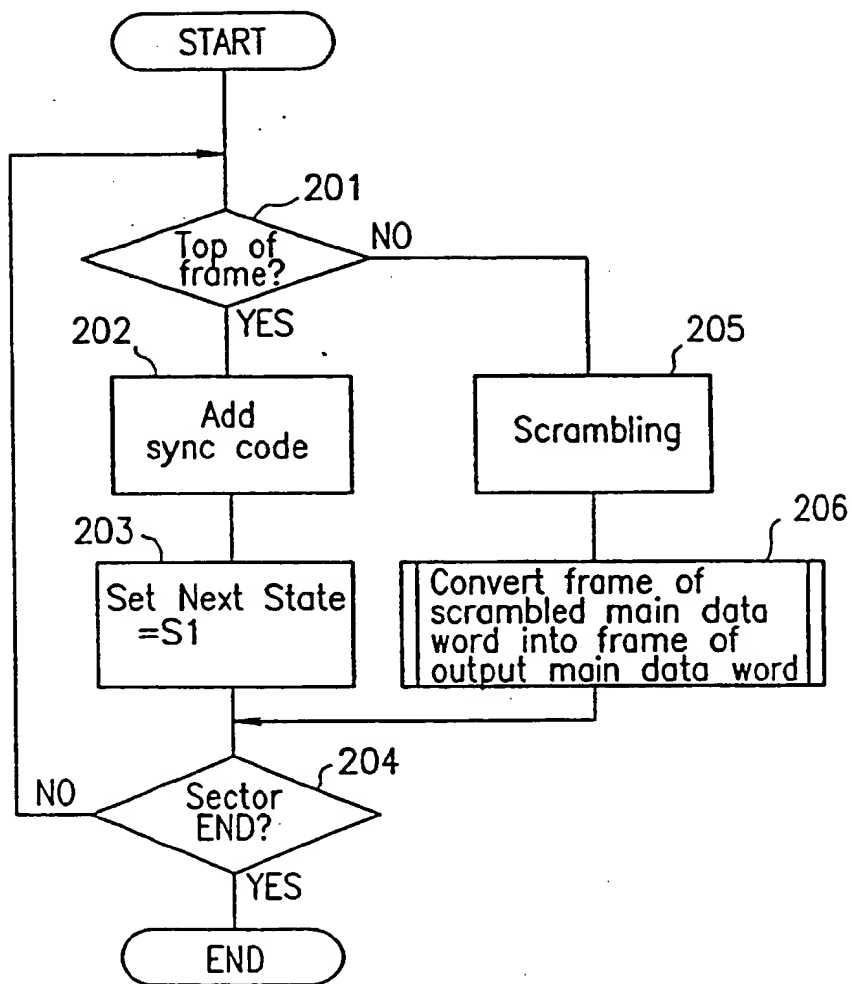 START
201
Top of
frame?
NO
YES
202
Add
sync code
205
Scrambling
203
Set Next State
=S1
206
Convert frame of
scrambled main data
word into frame of
output main data word
204
Sector
END?
NO
YES
END